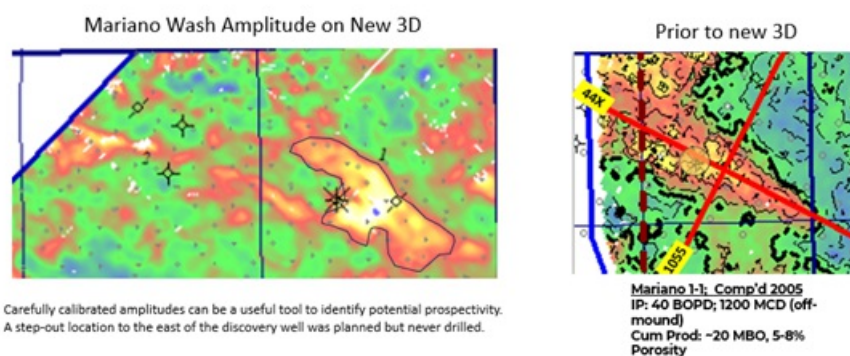 Mariano Wash Amplitude on New 3D
Prior to new 3D
1
2
44X
1055
Carefully calibrated amplitudes can be a useful tool to identify potential prospectivity.
A step-out location to the east of the discovery well was planned but never drilled.
Mariano 1-1; Comp'd 2005
IP: 40 BOPD; 1200 MCD (off-
mound)
Cum Prod: ~20 MBO, 5-8%
Porosity